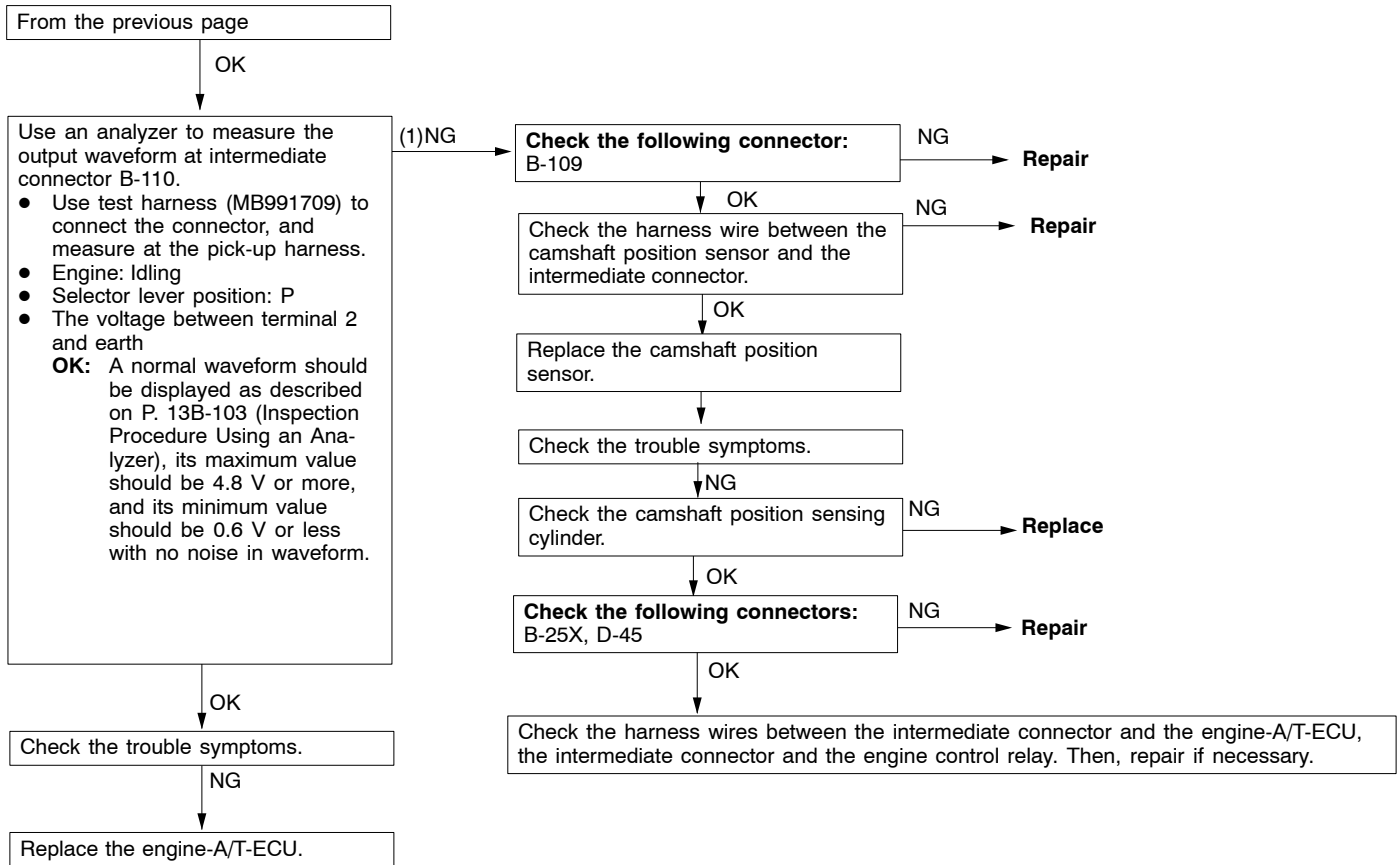 From the previous page
OK
Use an analyzer to measure the
output waveform at intermediate
connector B-110.
● Use test harness (MB991709) to
connect the connector, and
measure at the pick-up harness.
● Engine: Idling
● Selector lever position: P
● The voltage between terminal 2
and earth
OK: A normal waveform should
be displayed as described
on P. 13B-103 (Inspection
Procedure Using an Ana-
lyzer), its maximum value
should be 4.8 V or more,
and its minimum value
should be 0.6 V or less
with no noise in waveform.
OK
Check the trouble symptoms.
NG
Replace the engine-A/T-ECU.
(1)NG
Check the following connector:
B-109
NG
Repair
OK
Check the harness wire between the
camshaft position sensor and the
intermediate connector.
NG
Repair
OK
Replace the camshaft position
sensor.
Check the trouble symptoms.
NG
Check the camshaft position sensing
cylinder.
NG
Replace
OK
Check the following connectors:
B-25X, D-45
NG
Repair
OK
Check the harness wires between the intermediate connector and the engine-A/T-ECU,
the intermediate connector and the engine control relay. Then, repair if necessary.